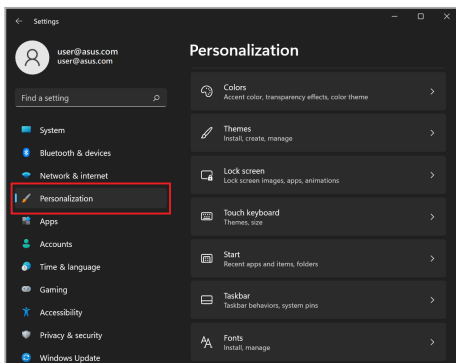 Settings
user@asus.com
user@asus.com
Find a setting
System
Bluetooth & devices
Network & internet
Personalization
Apps
Accounts
Time & language
Gaming
Accessibility
Privacy & security
Windows Update
Personalization
Colors
Accent color, transparency effects, color theme
Themes
Install, create, manage
Lock screen
Lock screen images, apps, animations
Touch keyboard
Themes, size
Start
Recent apps and items, folders
Taskbar
Taskbar behaviors, system pins
Fonts
Install, manage